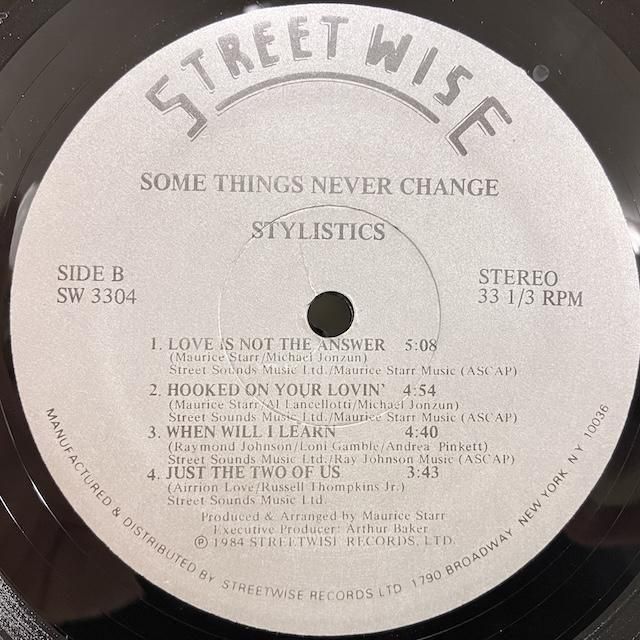 STREETWISE
SOME THINGS NEVER CHANGE
STYLISTICS
SIDE B
SW 3304
STEREO
33 1/3 RPM
1. LOVE IS NOT THE ANSWER 5:08
(Maurice Starr/Michael Jonzun)
Street Sounds Music Ltd./Maurice Starr Music (ASCAP)
2. HOOKED ON YOUR LOVIN' 4:54
(Maurice Starr/Al Lancellotti/Michael Jonzun)
Street Sounds Music Ltd./Maurice Starr Music (ASCAP)
3. WHEN WILL I LEARN 4:40
(Raymond Johnson/Loni Gamble/Andrea Pinkett)
Street Sounds Music Ltd./Ray Johnson Music (ASCAP)
4. JUST THE TWO OF US 3:43
(Airrion Love/Russell Thompkins Jr.)
Street Sounds Music Ltd.
Produced & Arranged by Maurice Starr
Executive Producer: Arthur Baker
℗ 1984 STREETWISE RECORDS, LTD.
MANUFACTURED & DISTRIBUTED BY STREETWISE RECORDS LTD 1790 BROADWAY NEW YORK NY 10036